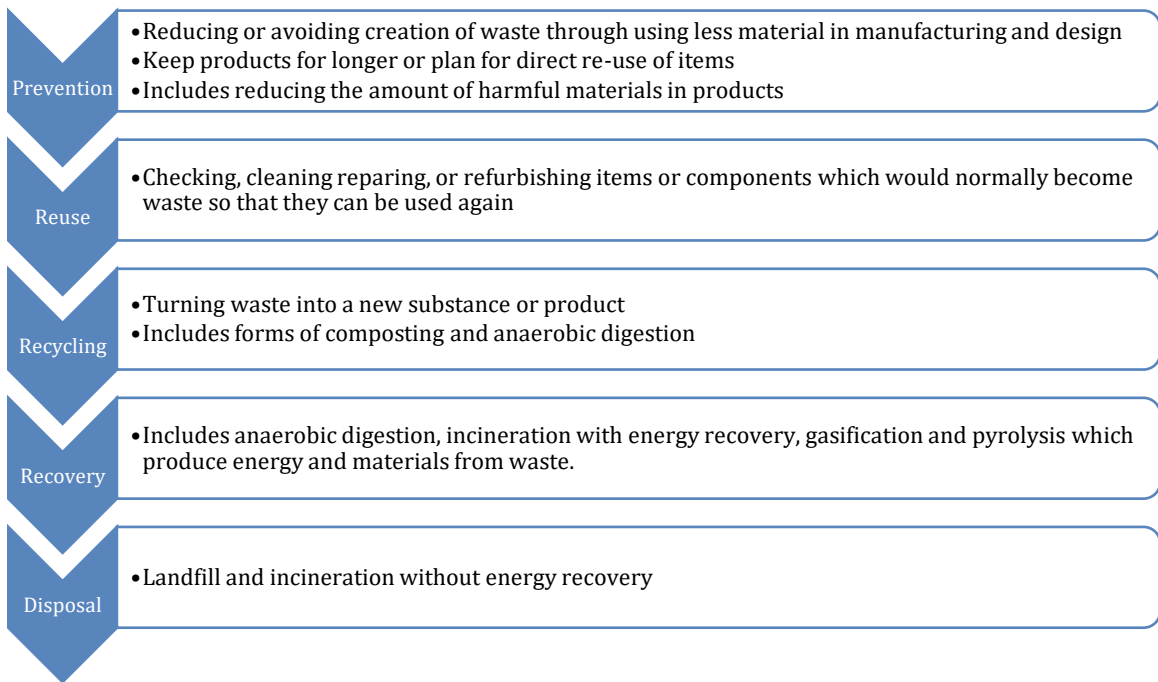 Prevention
•Reducing or avoiding creation of waste through using less material in manufacturing and design
•Keep products for longer or plan for direct re-use of items
•Includes reducing the amount of harmful materials in products
Reuse
•Checking, cleaning reparing, or refurbishing items or components which would normally become
waste so that they can be used again
Recycling
•Turning waste into a new substance or product
•Includes forms of composting and anaerobic digestion
Recovery
•Includes anaerobic digestion, incineration with energy recovery, gasification and pyrolysis which
produce energy and materials from waste.
Disposal
•Landfill and incineration without energy recovery